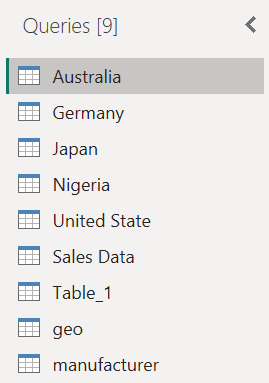 Queries [9]
Australia
Germany
Japan
Nigeria
United State
Sales Data
Table_1
geo
manufacturer